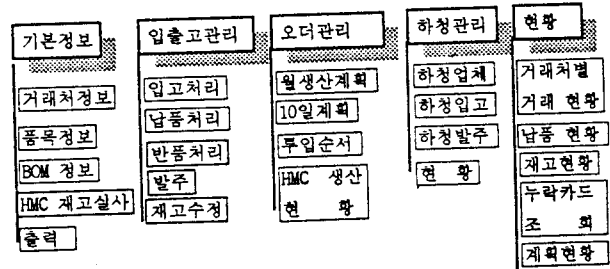 기본정보
거래처정보
품목정보
BOM 정보
HMC 재고실사
출력
입출고관리
입고처리
납품처리
반품처리
발주
재고수정
오더관리
월생산계획
10일계획
투입순서
HMC 생산
현 황
하청관리
하청업체
하청입고
하청발주
현 황
현황
거래처별
거래 현황
납품 현황
재고현황
누락카드
조 회
계획현황